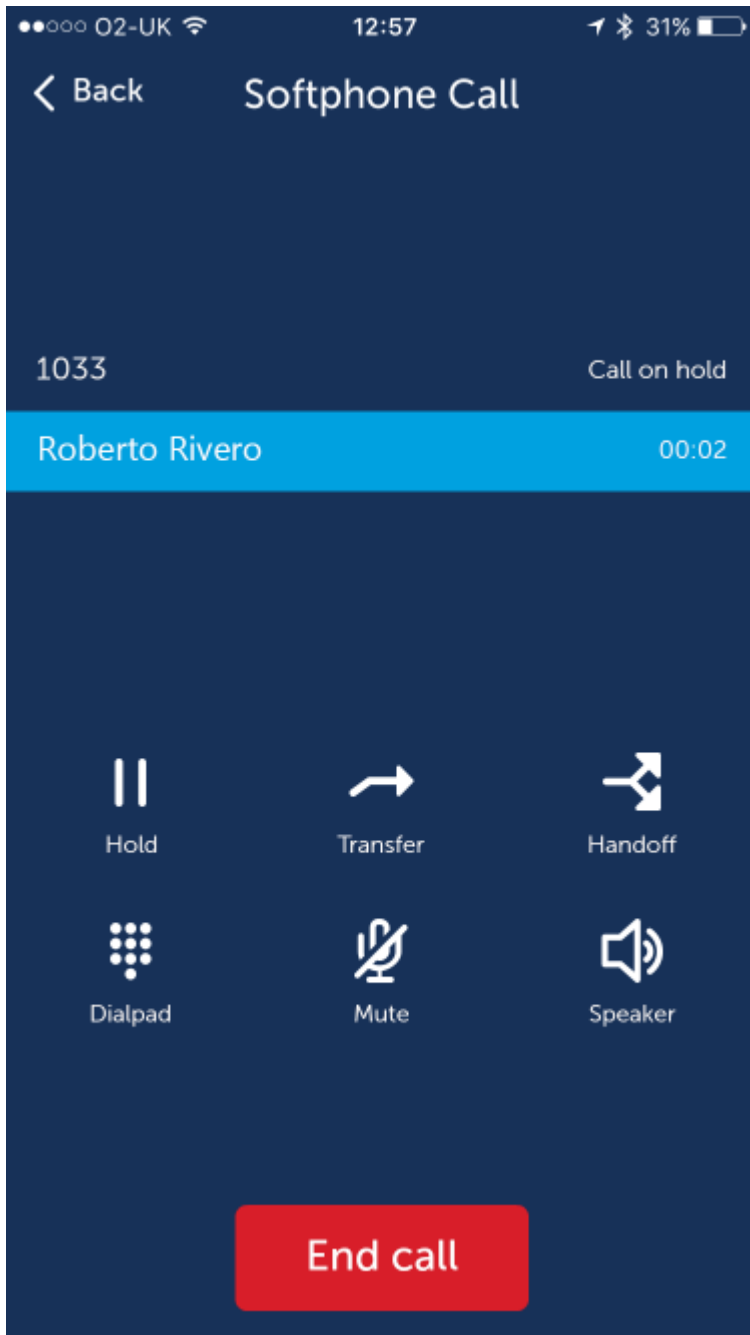 O2-UK 12:57 31%
Back Softphone Call
1033 Call on hold
Roberto Rivero 00:02
Hold Transfer Handoff
Dialpad Mute Speaker
End call